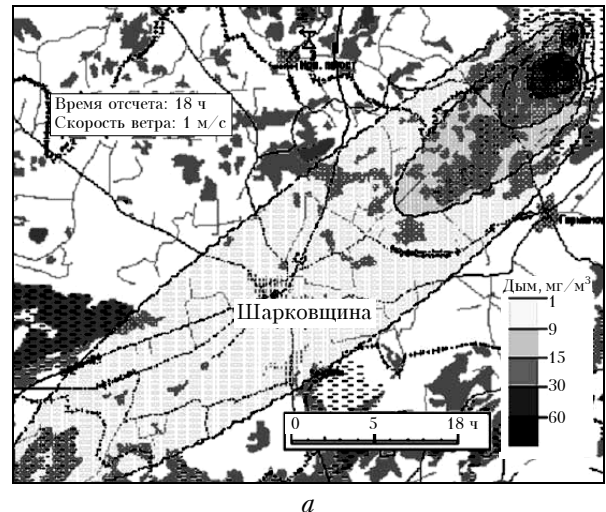 Время отсчета: 18 ч
Скорость ветра: 1 м/с
Шарковщина
Дым, мг/м³
1
9
15
30
60
0 5 18 ч
а